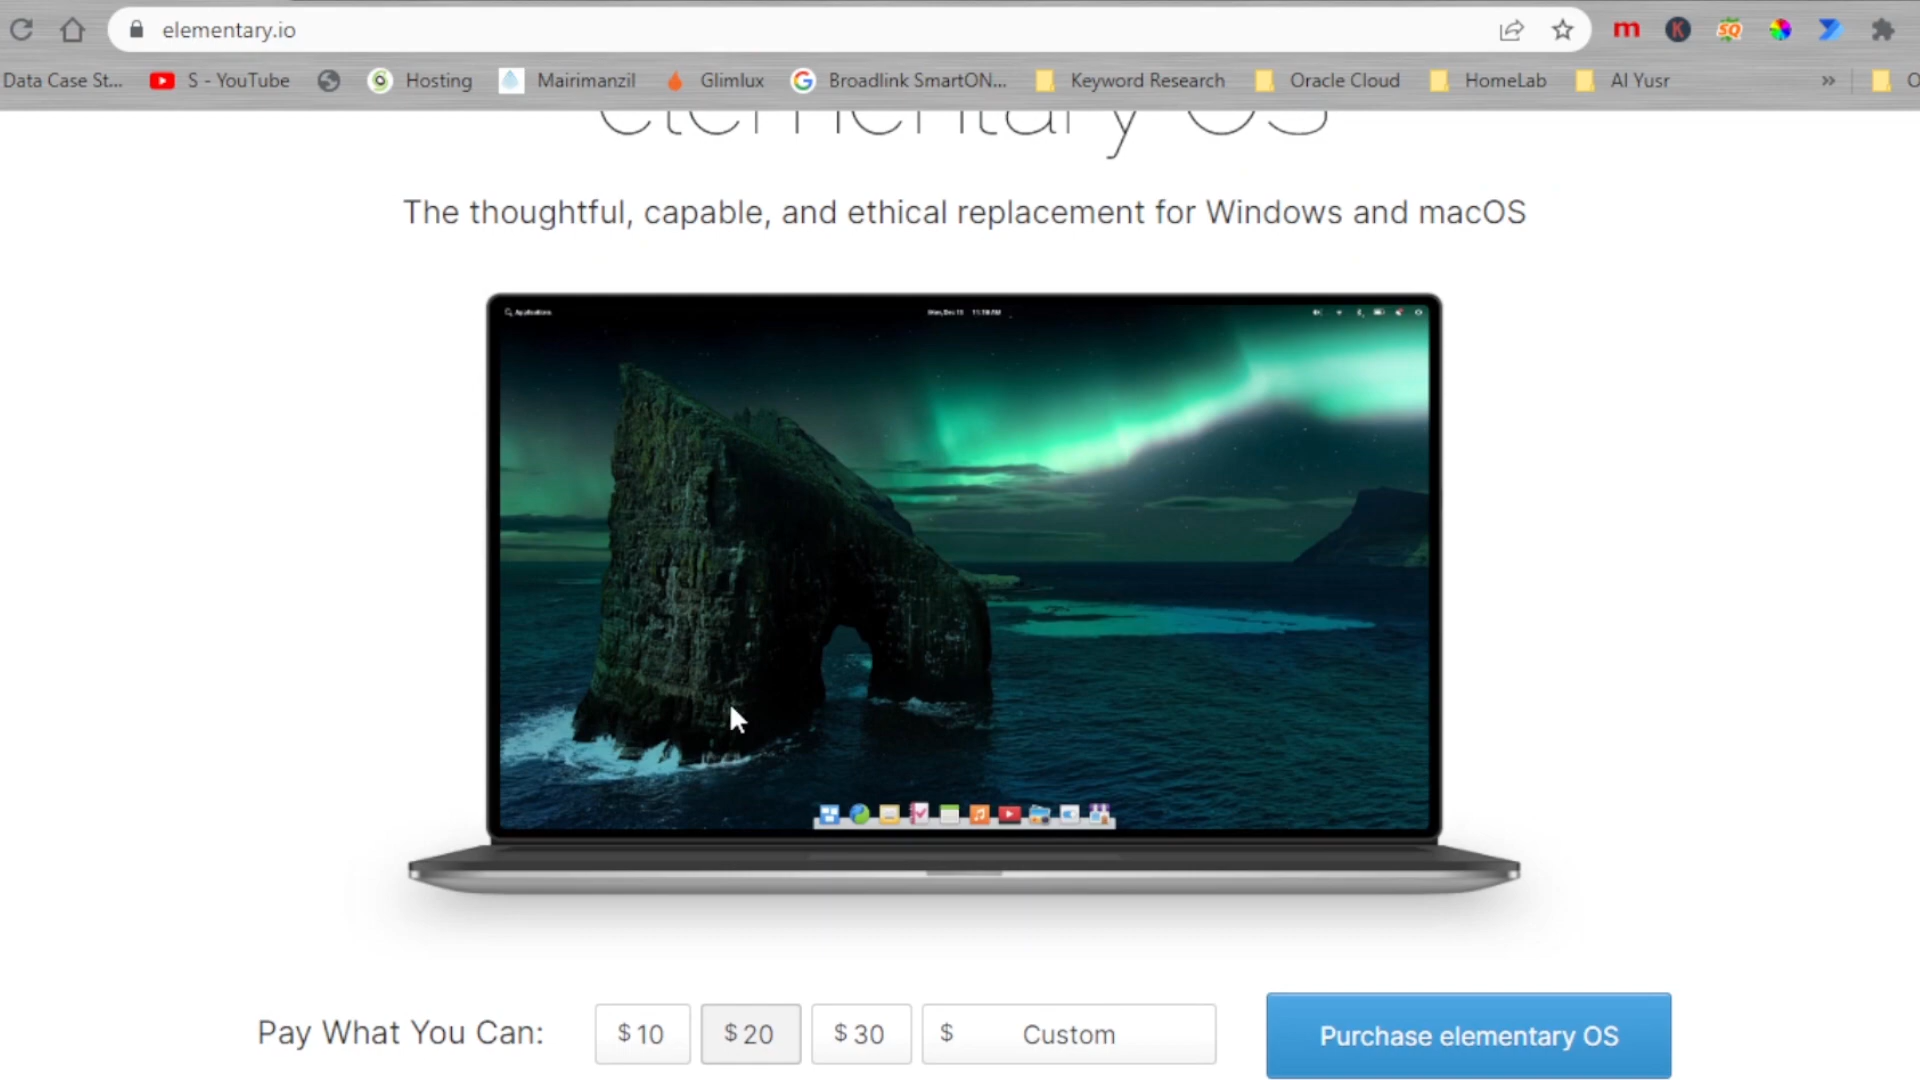 elementary.io
Data Case St... S - YouTube Hosting Mairimanzil Glimlux Broadlink SmartON... Keyword Research Oracle Cloud HomeLab Al Yusr »
elementary OS
The thoughtful, capable, and ethical replacement for Windows and macOS
Applications
Pay What You Can: $ 10 $ 20 $ 30 $ Custom Purchase elementary OS